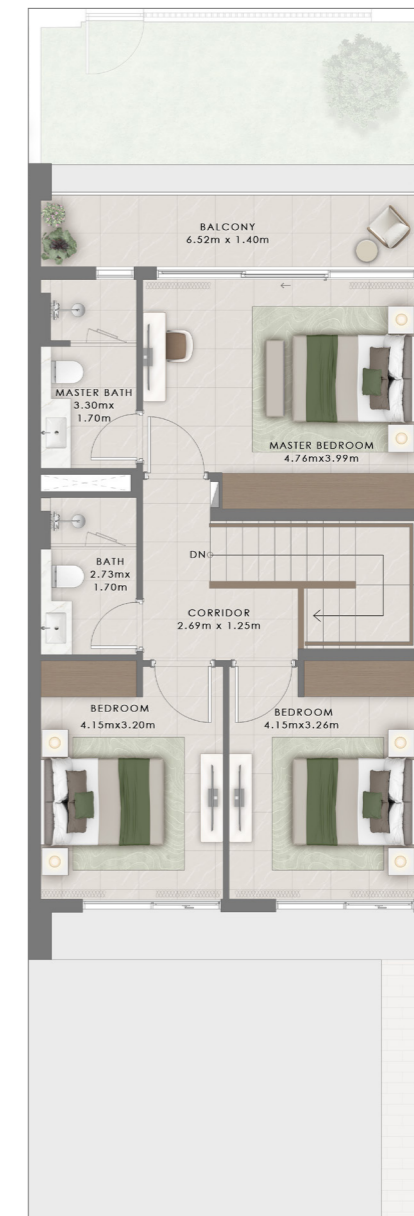 BALCONY
6.52m x 1.40m
MASTER BATH
3.30mx
1.70m
MASTER BEDROOM
4.76mx3.99m
BATH
2.73mx
1.70m
DN
CORRIDOR
2.69m x 1.25m
BEDROOM
4.15mx3.20m
BEDROOM
4.15mx3.26m